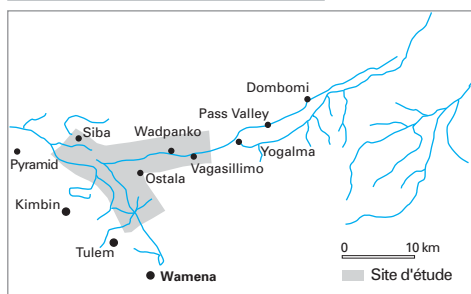 Dombomi
Pass Valley
Siba
Wadpanko
Yogalma
Pyramid
Vagasillimo
Ostala
Kimbin
Tulem
0 10 km
Wamena
Site d'étude